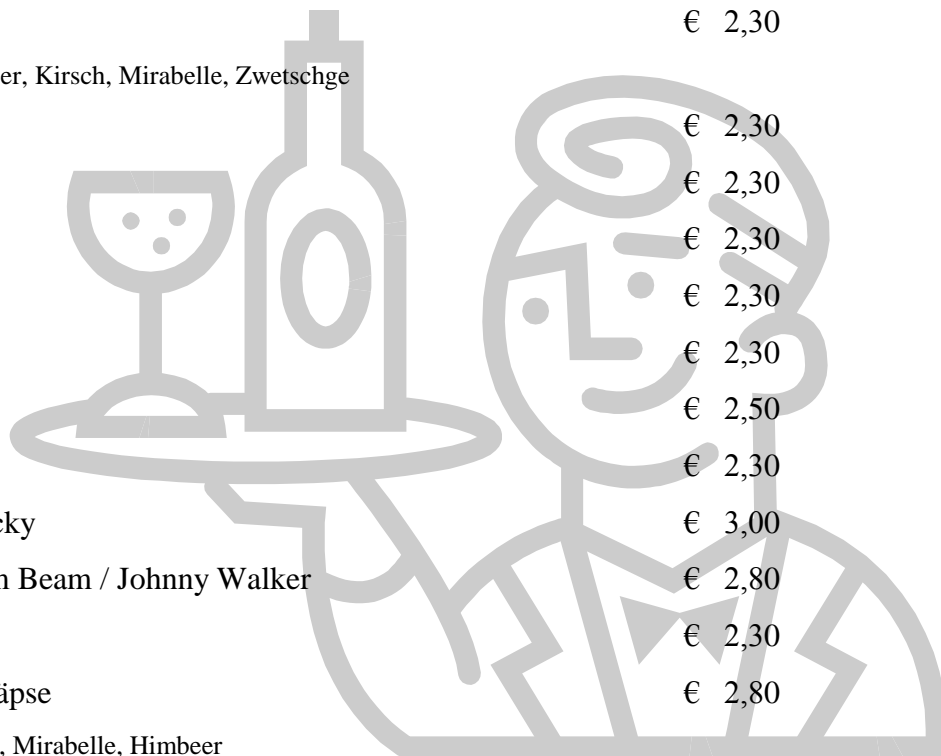 € 2,30
er, Kirsch, Mirabelle, Zwetschge
€ 2,30
€ 2,30
€ 2,30
€ 2,30
€ 2,30
€ 2,50
€ 2,30
cky € 3,00
n Beam / Johnny Walker € 2,80
€ 2,30
äpse € 2,80
, Mirabelle, Himbeer